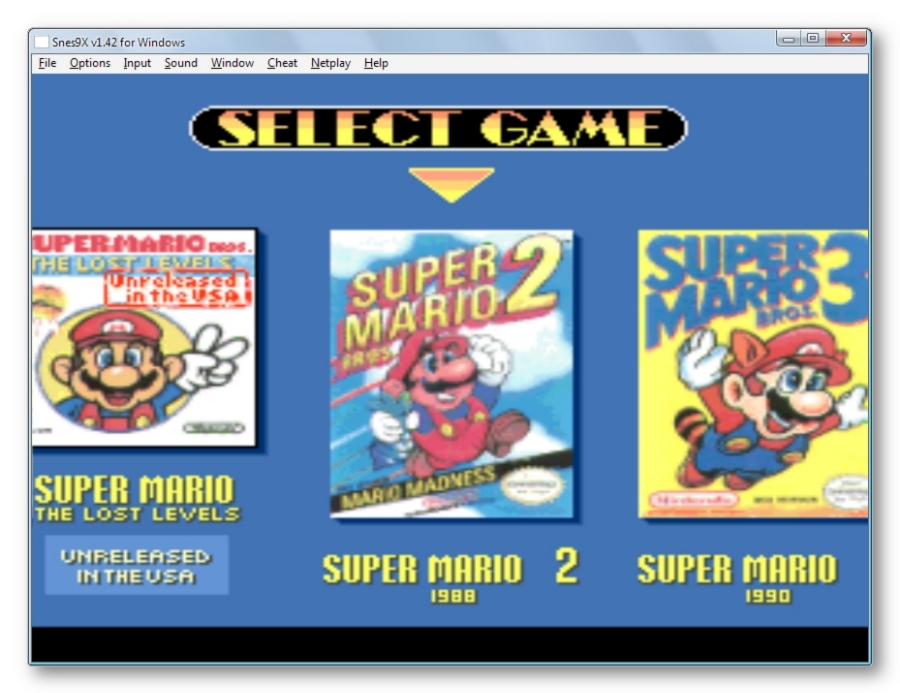 Snes9X v1.42 for Windows
File Options Input Sound Window Cheat Netplay Help
SELECT GAME
SUPER MARIO BROS.
THE LOST LEVELS
Unreleased
in the USA!
Nintendo
SUPER MARIO
THE LOST LEVELS
UNRELEASED
IN THE USA
SUPER 2
MARIO
BROS
MARIO MADNESS
SUPER MARIO 2
1988
SUPER
MARIO 3
BROS.
Nintendo
SUPER MARIO
1990